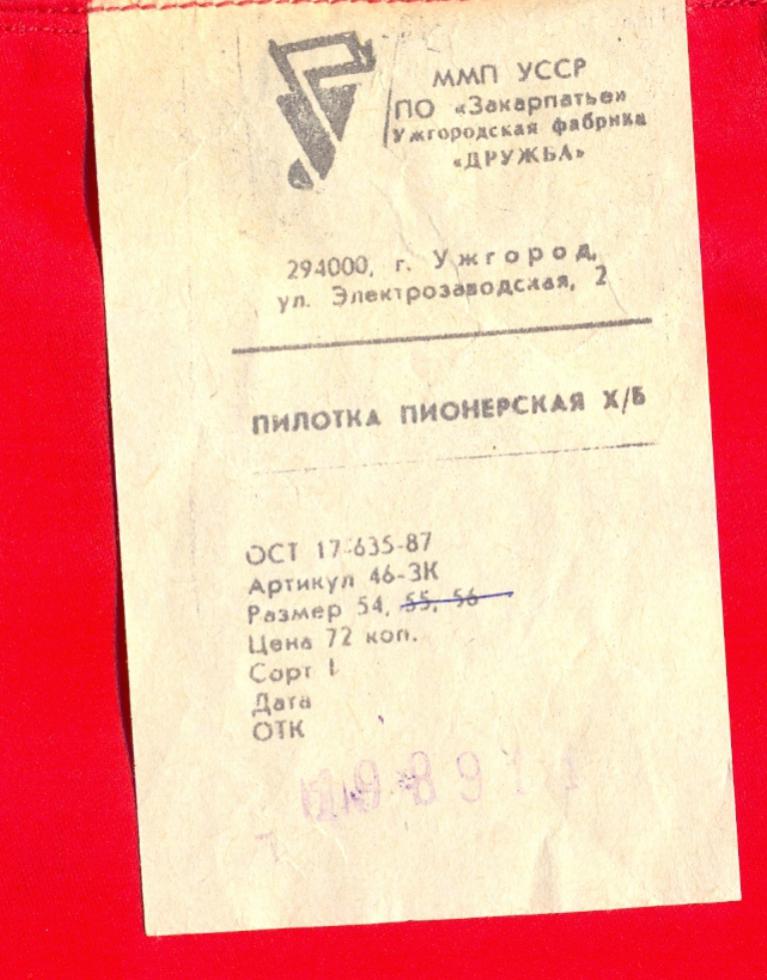 ММП УССР
ПО «Закарпатье»
Ужгородская фабрика
«ДРУЖБА»
294000, г. Ужгород,
ул. Электрозаводская, 2
ПИЛОТКА ПИОНЕРСКАЯ Х/Б
ОСТ 17-635-87
Артикул 46-3К
Размер 54, 55, 56
Цена 72 коп.
Сорт I
Дата
ОТК
1989